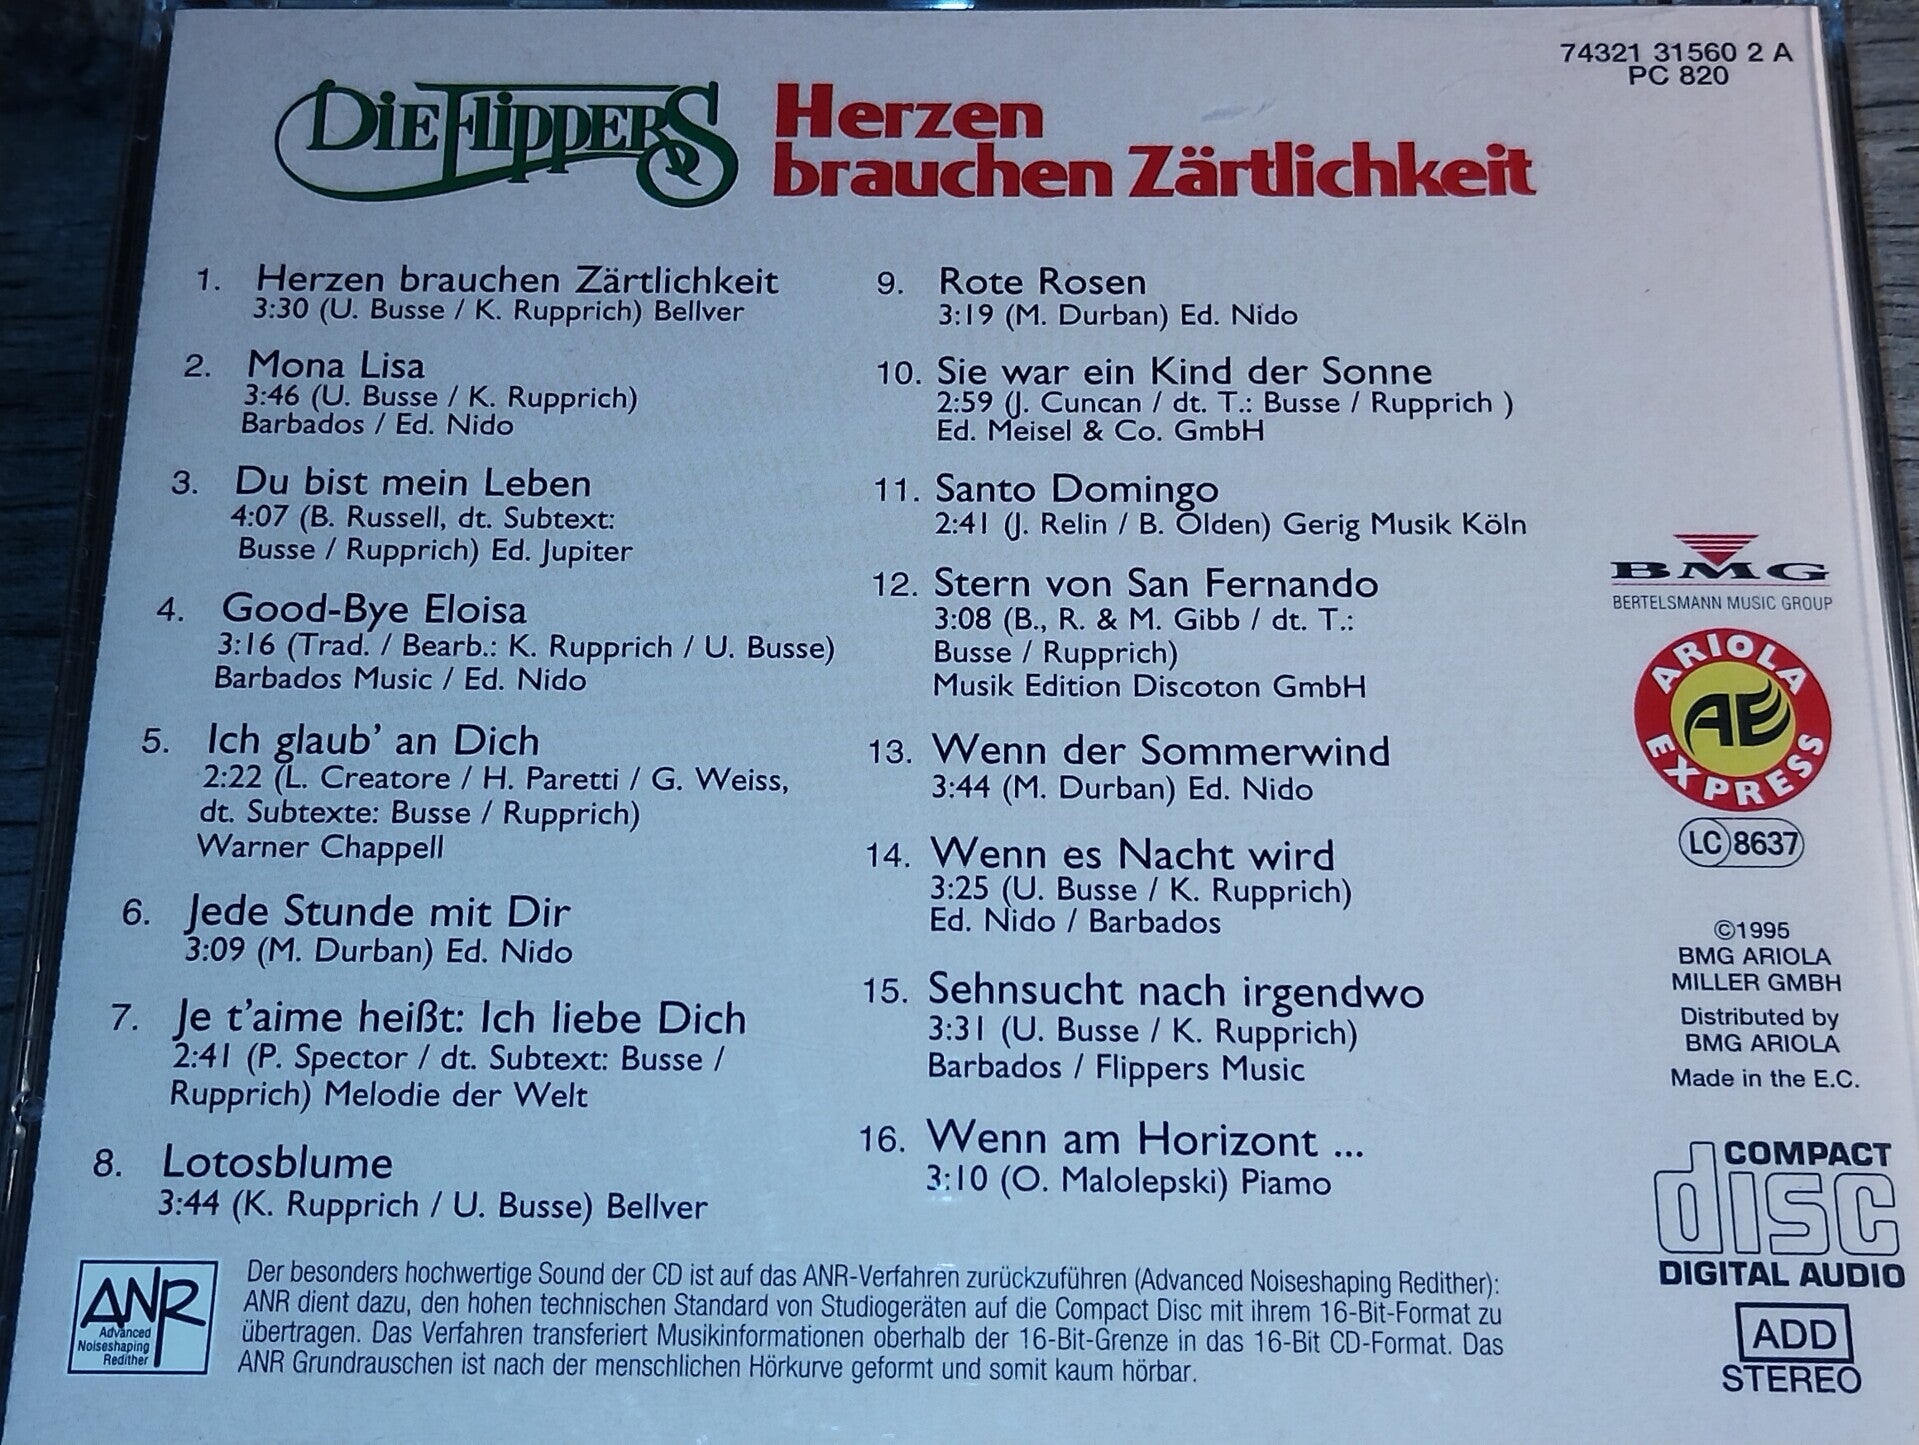 74321 31560 2 A
PC 820
Die Flippers
Herzen
brauchen Zärtlichkeit
1. Herzen brauchen Zärtlichkeit
3:30 (U. Busse / K. Rupprich) Bellver
2. Mona Lisa
3:46 (U. Busse / K. Rupprich)
Barbados / Ed. Nido
3. Du bist mein Leben
4:07 (B. Russell, dt. Subtext:
Busse / Rupprich) Ed. Jupiter
4. Good-Bye Eloisa
3:16 (Trad. / Bearb.: K. Rupprich / U. Busse)
Barbados Music / Ed. Nido
5. Ich glaub' an Dich
2:22 (L. Creatore / H. Paretti / G. Weiss,
dt. Subtexte: Busse / Rupprich)
Warner Chappell
6. Jede Stunde mit Dir
3:09 (M. Durban) Ed. Nido
7. Je t'aime heißt: Ich liebe Dich
2:41 (P. Spector / dt. Subtext: Busse /
Rupprich) Melodie der Welt
8. Lotosblume
3:44 (K. Rupprich / U. Busse) Bellver
9. Rote Rosen
3:19 (M. Durban) Ed. Nido
10. Sie war ein Kind der Sonne
2:59 (J. Cuncan / dt. T.: Busse / Rupprich )
Ed. Meisel & Co. GmbH
11. Santo Domingo
2:41 (J. Relin / B. Olden) Gerig Musik Köln
12. Stern von San Fernando
3:08 (B., R. & M. Gibb / dt. T.:
Busse / Rupprich)
Musik Edition Discoton GmbH
13. Wenn der Sommerwind
3:44 (M. Durban) Ed. Nido
14. Wenn es Nacht wird
3:25 (U. Busse / K. Rupprich)
Ed. Nido / Barbados
15. Sehnsucht nach irgendwo
3:31 (U. Busse / K. Rupprich)
Barbados / Flippers Music
16. Wenn am Horizont ...
3:10 (O. Malolepski) Piamo
BMG
BERTELSMANN MUSIC GROUP
ARIOLA
AE
EXPRESS
LC 8637
©1995
BMG ARIOLA
MILLER GMBH
Distributed by
BMG ARIOLA
Made in the E.C.
COMPACT
disc
DIGITAL AUDIO
ADD
STEREO
ANR
Advanced
Noiseshaping
Redither
Der besonders hochwertige Sound der CD ist auf das ANR-Verfahren zurückzuführen (Advanced Noiseshaping Redither):
ANR dient dazu, den hohen technischen Standard von Studiogeräten auf die Compact Disc mit ihrem 16-Bit-Format zu
übertragen. Das Verfahren transferiert Musikinformationen oberhalb der 16-Bit-Grenze in das 16-Bit CD-Format. Das
ANR Grundrauschen ist nach der menschlichen Hörkurve geformt und somit kaum hörbar.